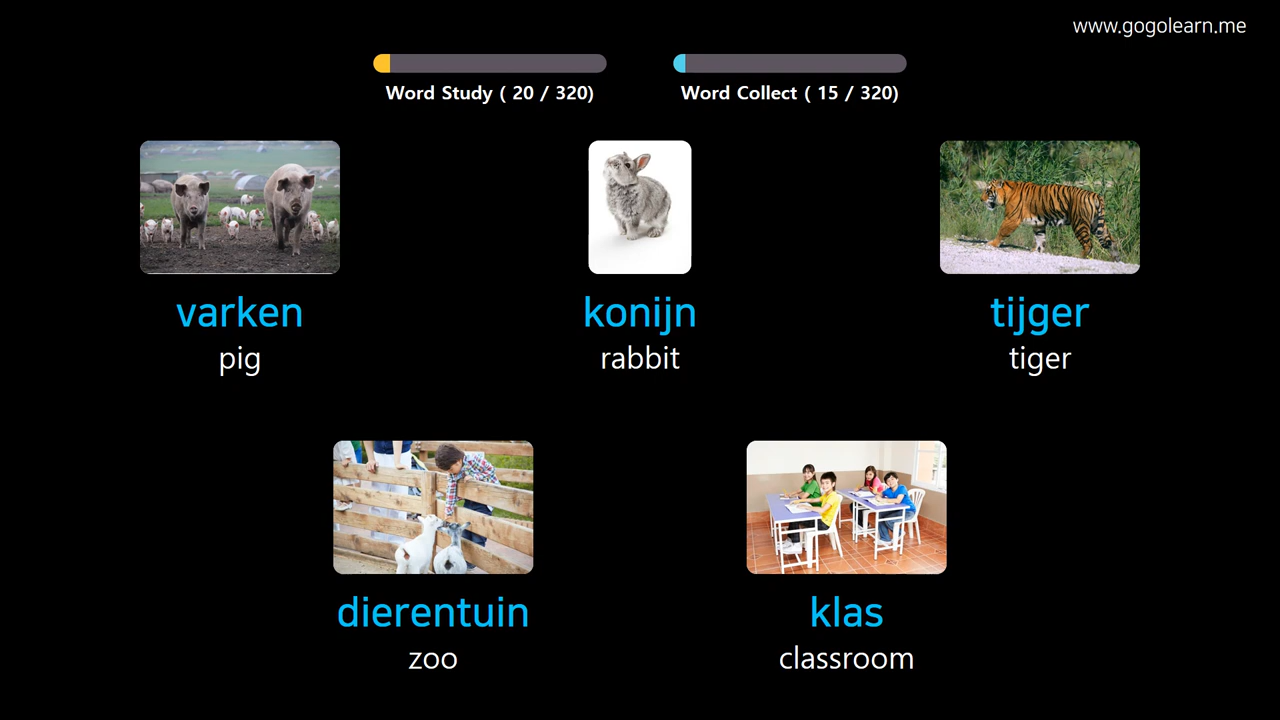 www.gogolearn.me
Word Study ( 20 / 320)
Word Collect ( 15 / 320)
varken
pig
konijn
rabbit
tijger
tiger
dierentuin
zoo
klas
classroom